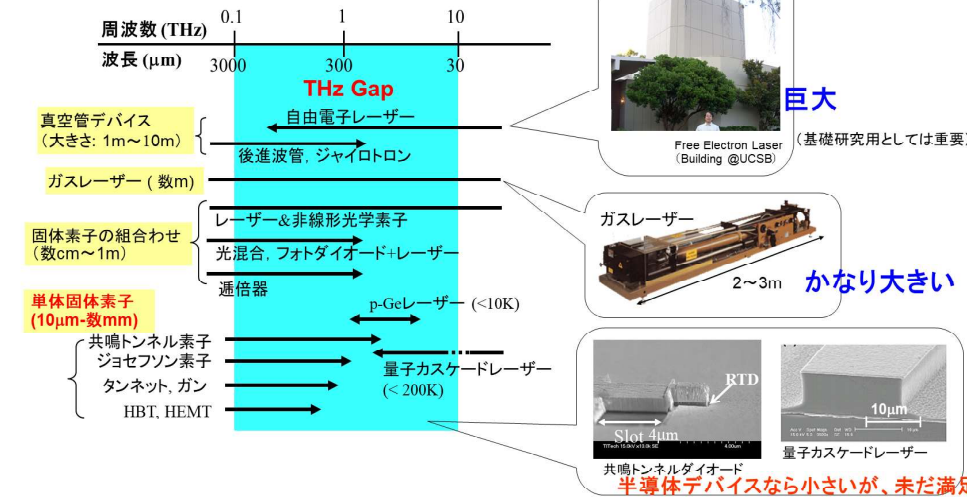 0.1 1 10
周波数 (THz)
波長 (μm)
3000 300 30
THz Gap
真空管デバイス
（大きさ: 1m～10m）
自由電子レーザー
後進波管, ジャイロトロン
ガスレーザー ( 数m)
固体素子の組合わせ
（数cm～1m）
レーザー&非線形光学素子
光混合, フォトダイオード+レーザー
逓倍器
単体固体素子
(10μm-数mm)
p-Geレーザー (<10K)
共鳴トンネル素子
ジョセフソン素子
タンネット, ガン
HBT, HEMT
量子カスケードレーザー
(< 200K)
巨大
Free Electron Laser
（Building @UCSB）
（基礎研究用としては重要）
ガスレーザー
2～3m
かなり大きい
RTD
Slot 4μm
4.00um
共鳴トンネルダイオード
10μm
量子カスケードレーザー
半導体デバイスなら小さいが、未だ満足